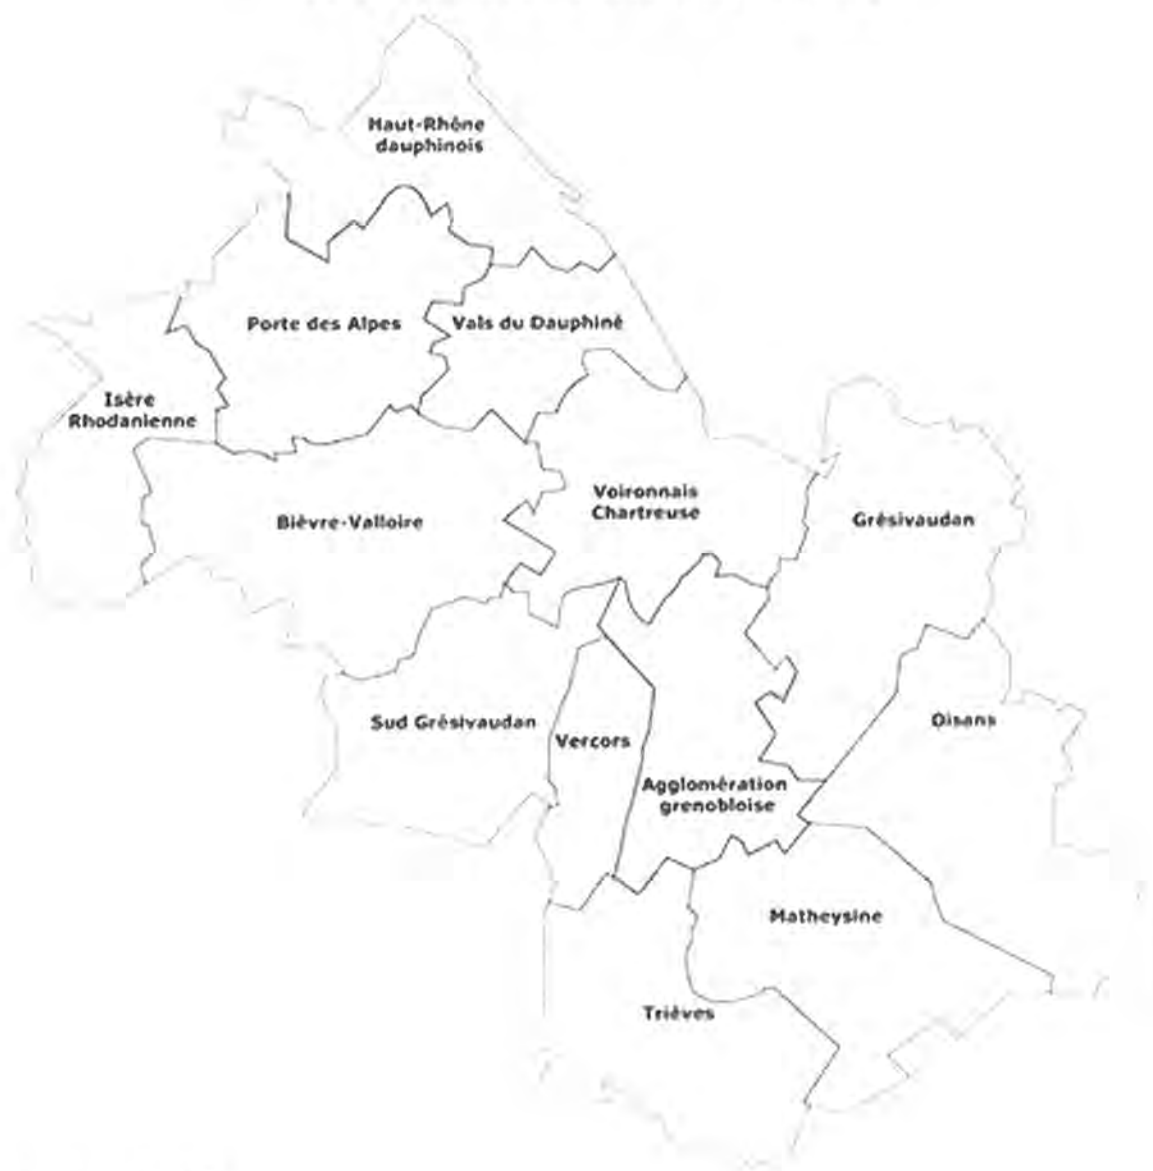 Haut-Rhône
dauphinois
Porte des Alpes
Vals du Dauphiné
Isère
Rhodanienne
Bièvre-Valloire
Voironnais
Chartreuse
Grésivaudan
Sud Grésivaudan
Vercors
Oisans
Agglomération
grenobloise
Matheysine
Trièves